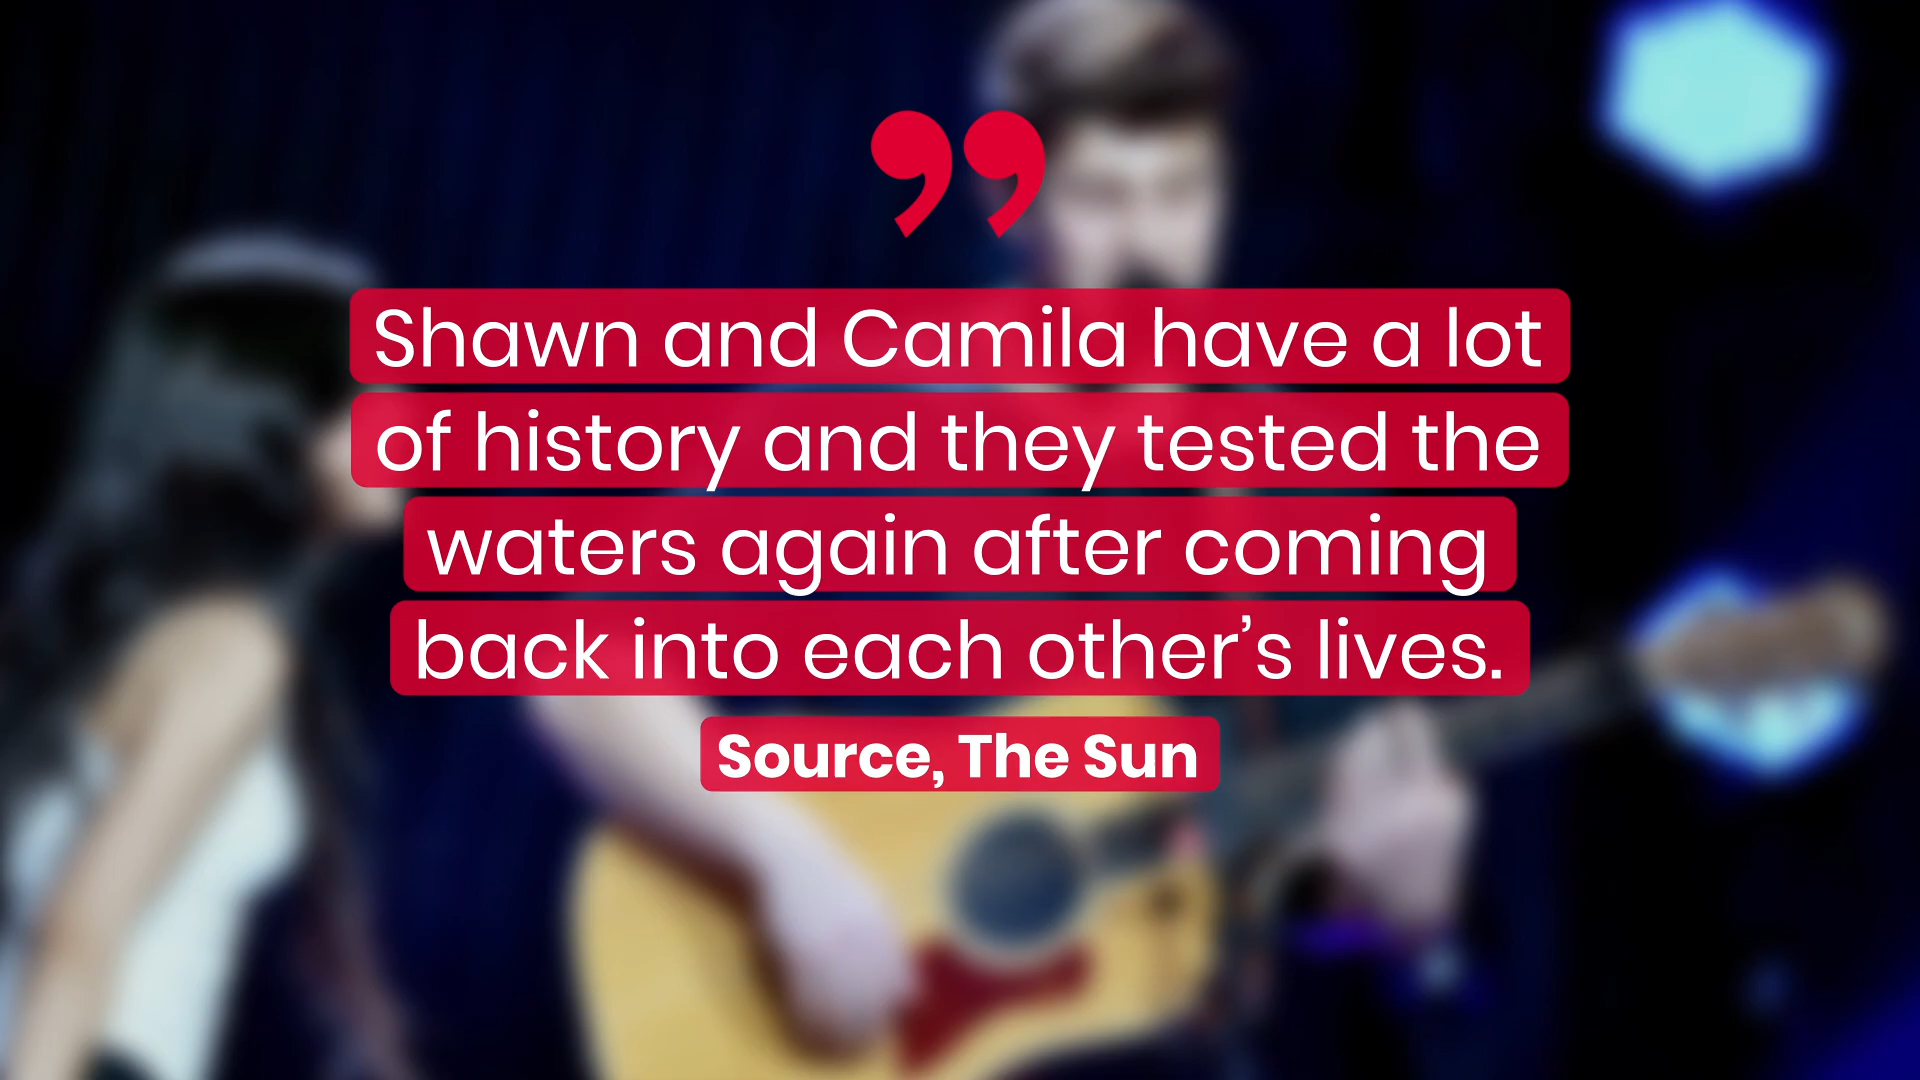 ”
Shawn and Camila have a lot
of history and they tested the
waters again after coming
back into each other’s lives.
Source, The Sun